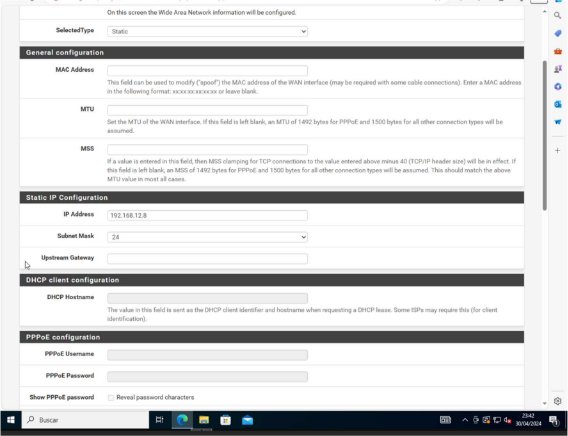 On this screen the Wide Area Network information will be configured.
SelectedType
Static
General configuration
MAC Address
This field can be used to modify ("spoof") the MAC address of the WAN interface (may be required with some cable connections). Enter a MAC address
in the following format: xx:xx:xx:xx:xx:xx or leave blank.
MTU
Set the MTU of the WAN interface. If this field is left blank, an MTU of 1492 bytes for PPPoE and 1500 bytes for all other connection types will be
assumed.
MSS
If a value is entered in this field, then MSS clamping for TCP connections to the value entered above minus 40 (TCP/IP header size) will be in effect. If
this field is left blank, an MSS of 1492 bytes for PPPoE and 1500 bytes for all other connection types will be assumed. This should match the above
MTU value in most all cases.
Static IP Configuration
IP Address
192.168.12.8
Subnet Mask
24
Upstream Gateway
DHCP client configuration
DHCP Hostname
The value in this field is sent as the DHCP client identifier and hostname when requesting a DHCP lease. Some ISPs may require this (for client
identification).
PPPoE configuration
PPPoE Username
PPPoE Password
Show PPPoE password
Reveal password characters
Buscar
23:42
30/04/2024